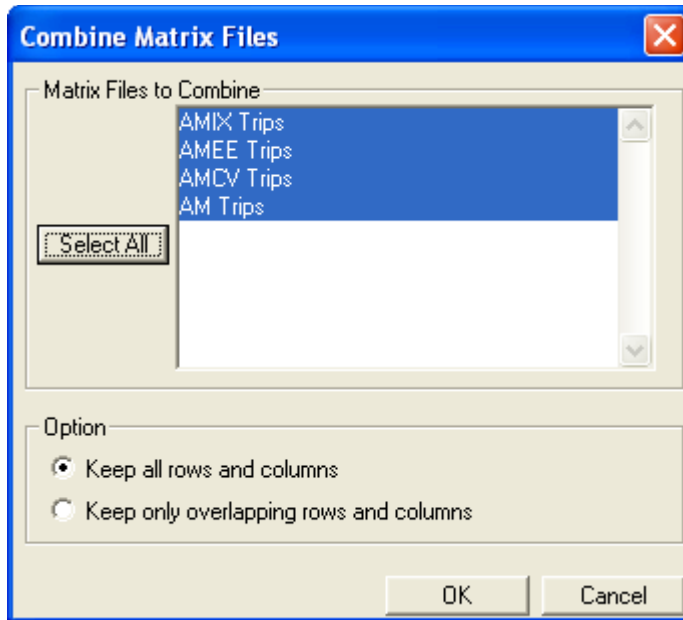 Combine Matrix Files
Matrix Files to Combine
AMIX Trips
AMEE Trips
AMCV Trips
AM Trips
Select All
Option
Keep all rows and columns
Keep only overlapping rows and columns
OK
Cancel